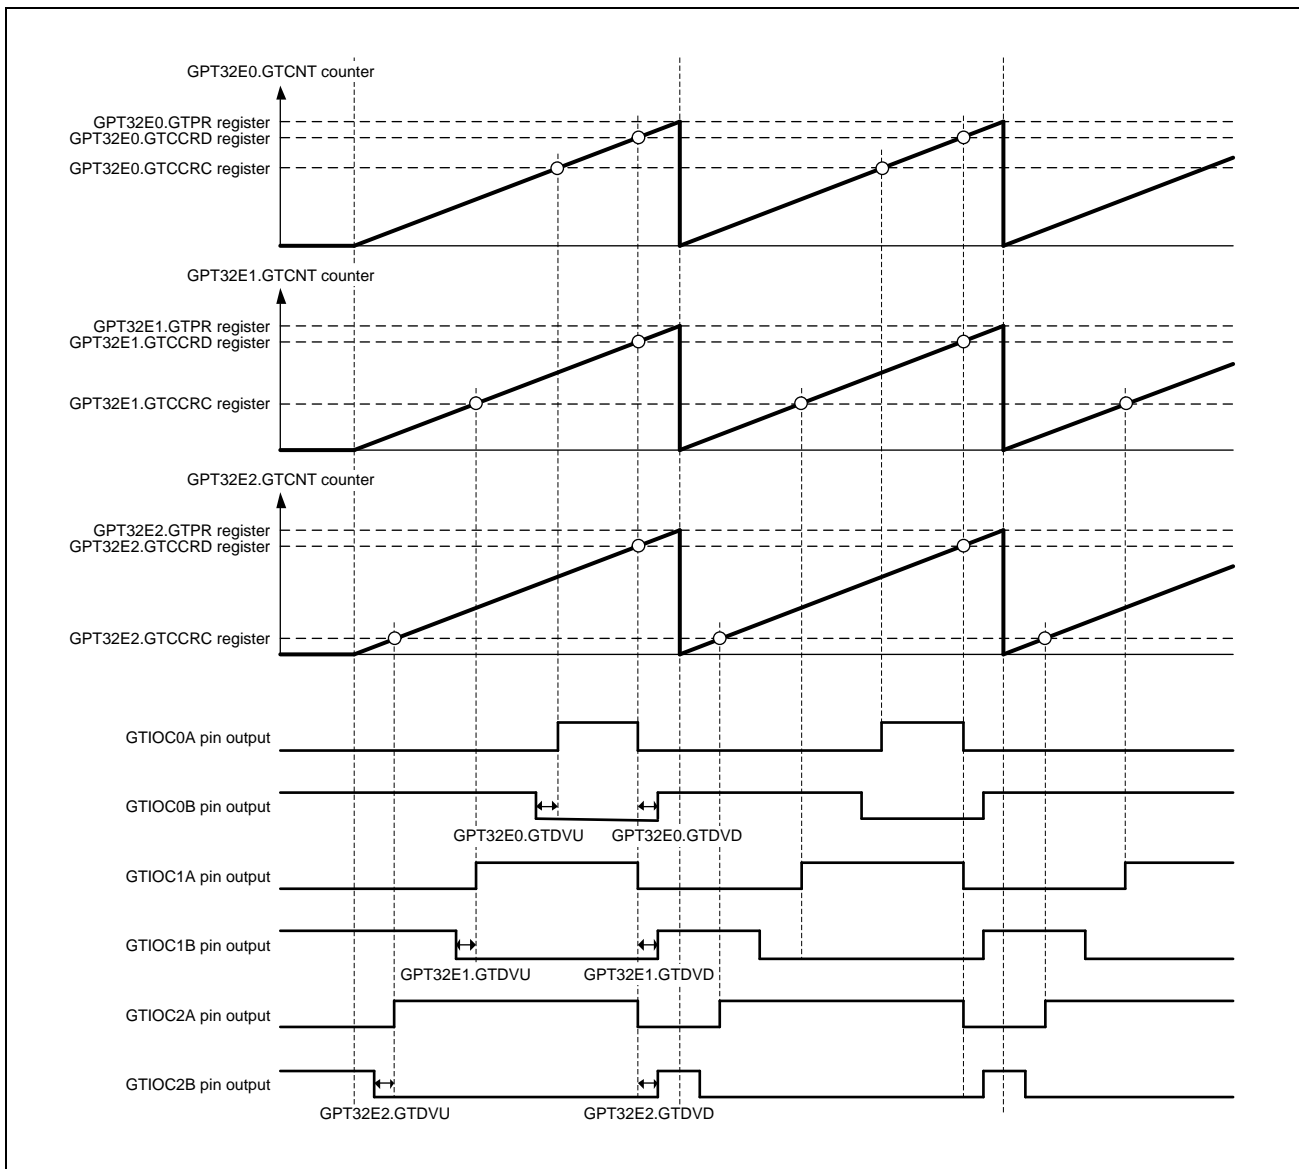 GPT32E0.GTCNT counter
GPT32E0.GTPR register
GPT32E0.GTCCRD register
GPT32E0.GTCCRC register
GPT32E1.GTCNT counter
GPT32E1.GTPR register
GPT32E1.GTCCRD register
GPT32E1.GTCCRC register
GPT32E2.GTCNT counter
GPT32E2.GTPR register
GPT32E2.GTCCRD register
GPT32E2.GTCCRC register
GTIOC0A pin output
GTIOC0B pin output
GPT32E0.GTDVU GPT32E0.GTDVD
GTIOC1A pin output
GTIOC1B pin output
GPT32E1.GTDVU GPT32E1.GTDVD
GTIOC2A pin output
GTIOC2B pin output
GPT32E2.GTDVU GPT32E2.GTDVD